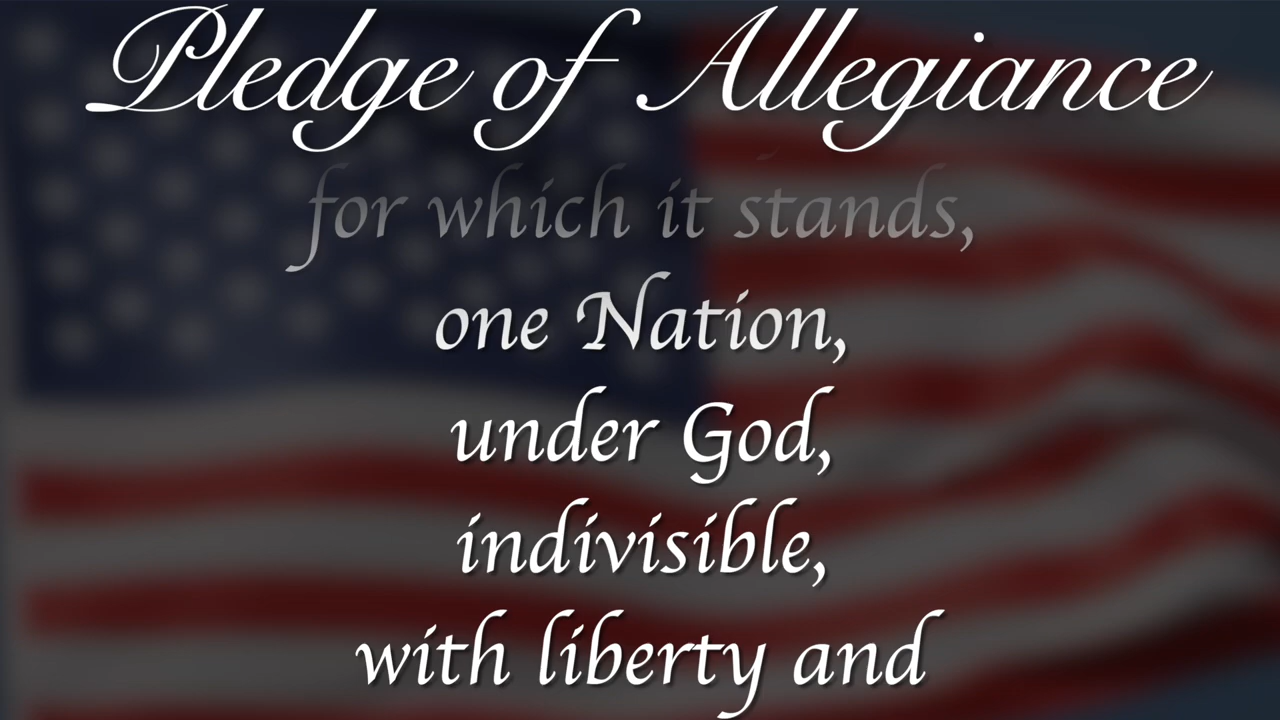 Pledge of Allegiance
for which it stands,
one Nation,
under God,
indivisible,
with liberty and